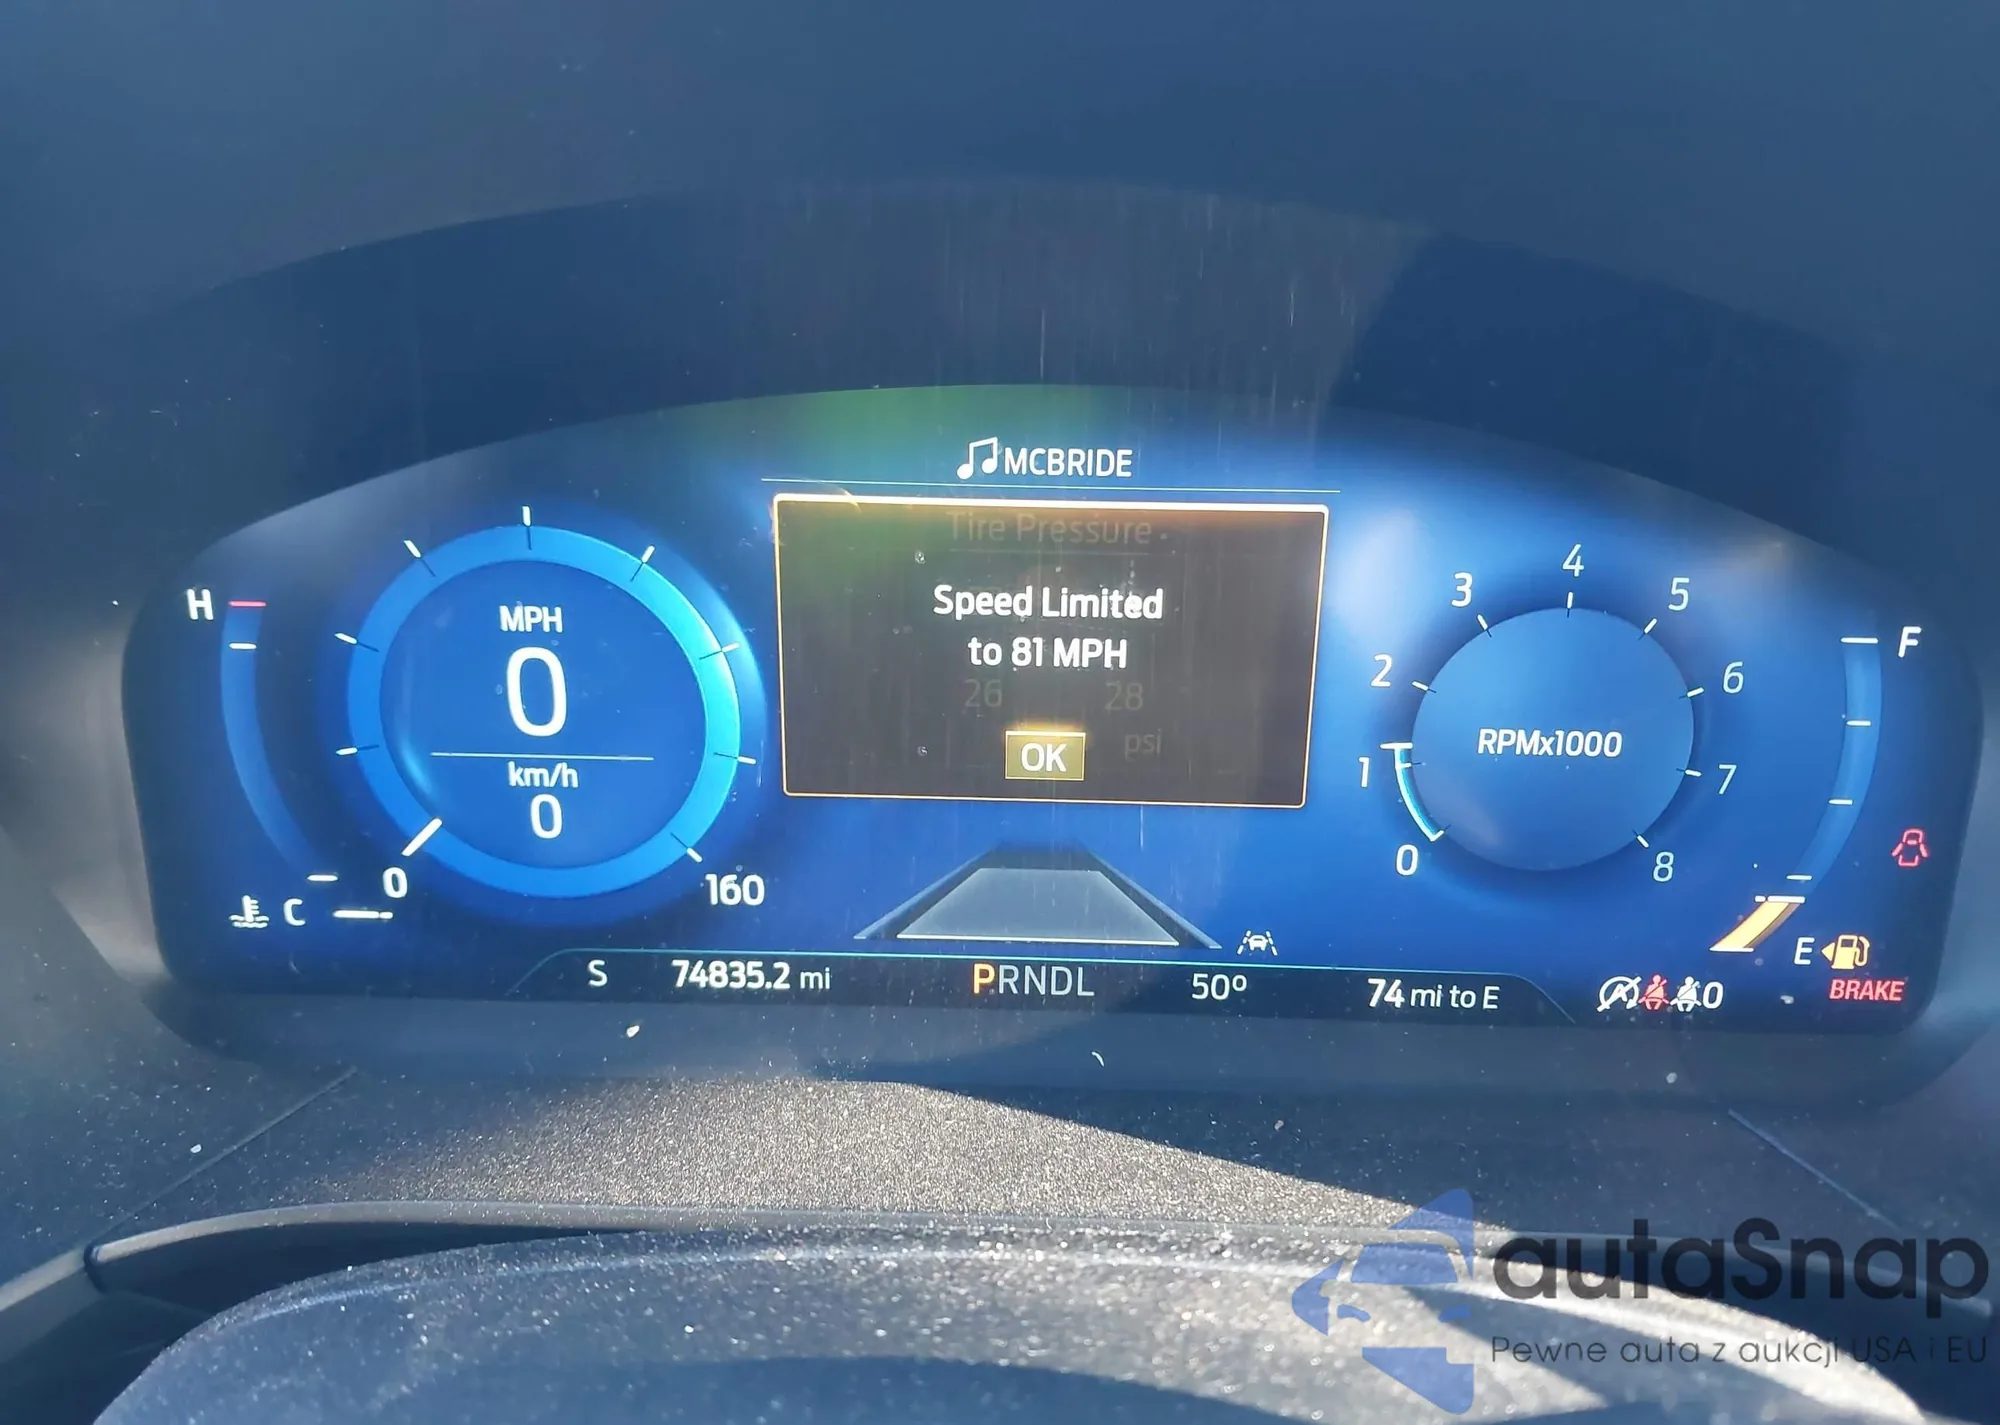 MCBRIDE
Tire Pressure
Speed Limited
to 81 MPH
26 28
psi
OK
H
C
MPH
0
km/h
0
0
160
0
1
2
3
4
5
6
7
8
RPMx1000
F
E
S 74835.2 mi PRNDL 50° 74 mi to E
0
BRAKE
autaSnap
Pewne auta z aukcji USA i EU